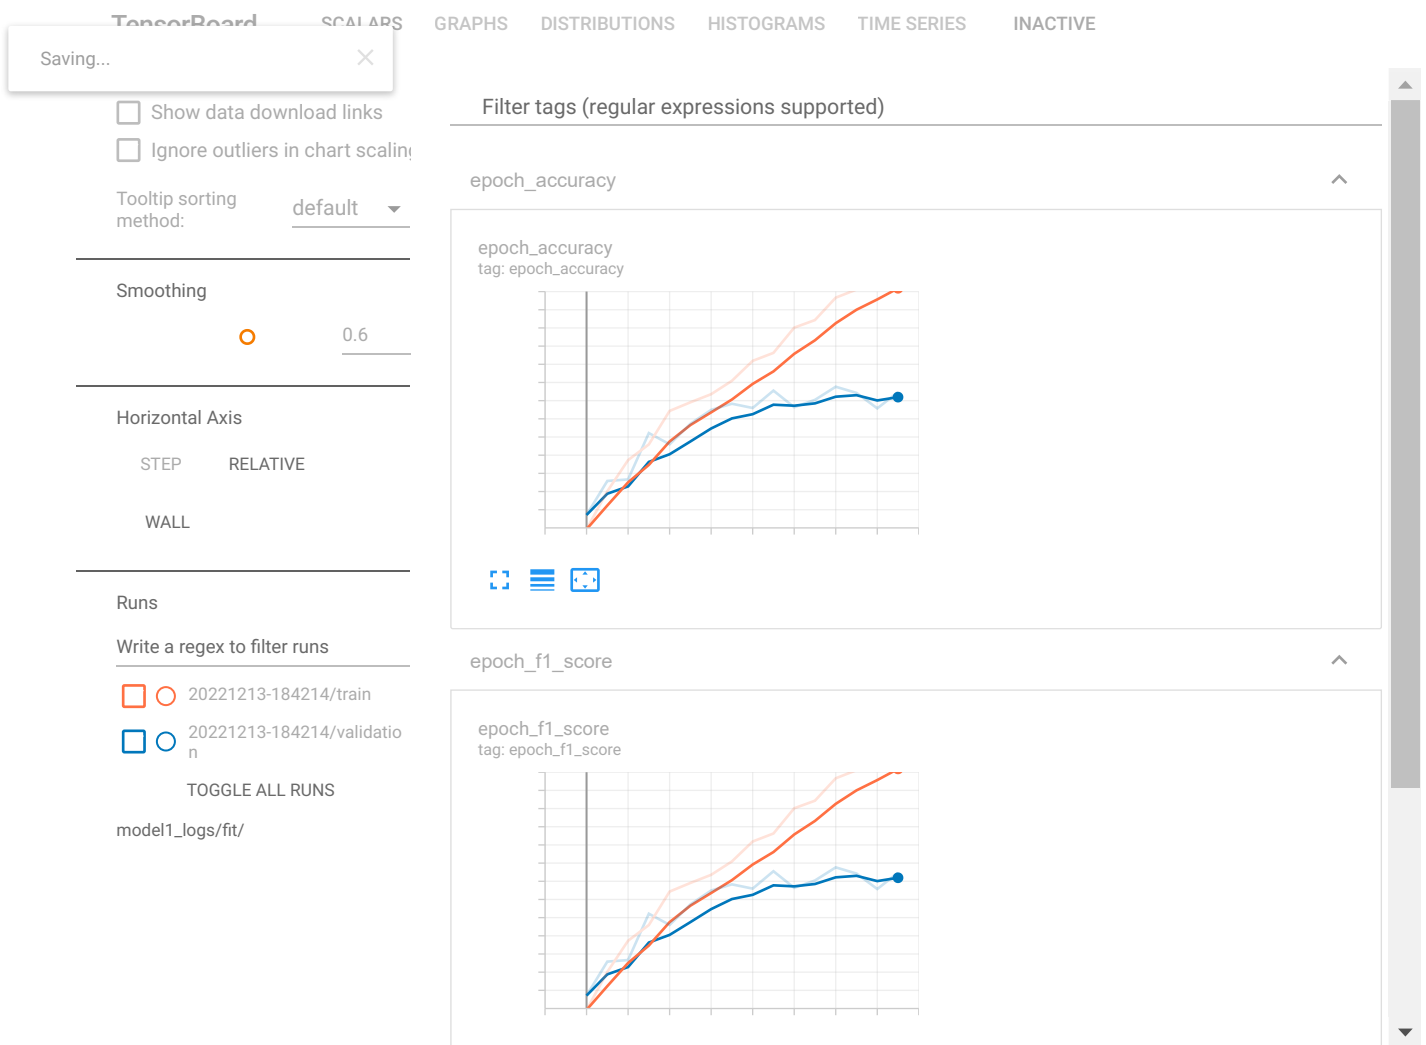 TensorBoard SCALARS GRAPHS DISTRIBUTIONS HISTOGRAMS TIME SERIES INACTIVE
Saving...
Show data download links
Ignore outliers in chart scaling
Tooltip sorting
method:
default
Smoothing
0.6
Horizontal Axis
STEP RELATIVE
WALL
Runs
Write a regex to filter runs
20221213-184214/train
20221213-184214/validatio
n
TOGGLE ALL RUNS
model1_logs/fit/
Filter tags (regular expressions supported)
epoch_accuracy
epoch_accuracy
tag: epoch_accuracy
epoch_f1_score
epoch_f1_score
tag: epoch_f1_score